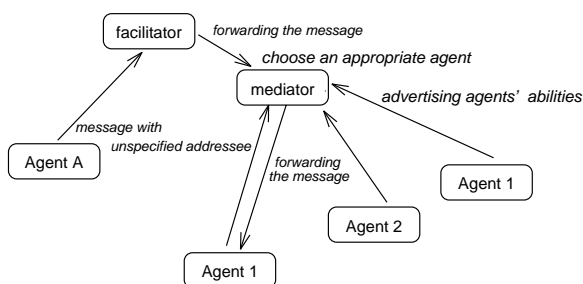 forwarding the message
facilitator
choose an appropriate agent
mediator
advertising agents' abilities
message with
unspecified addressee
Agent A
forwarding
the message
Agent 1
Agent 2
Agent 1